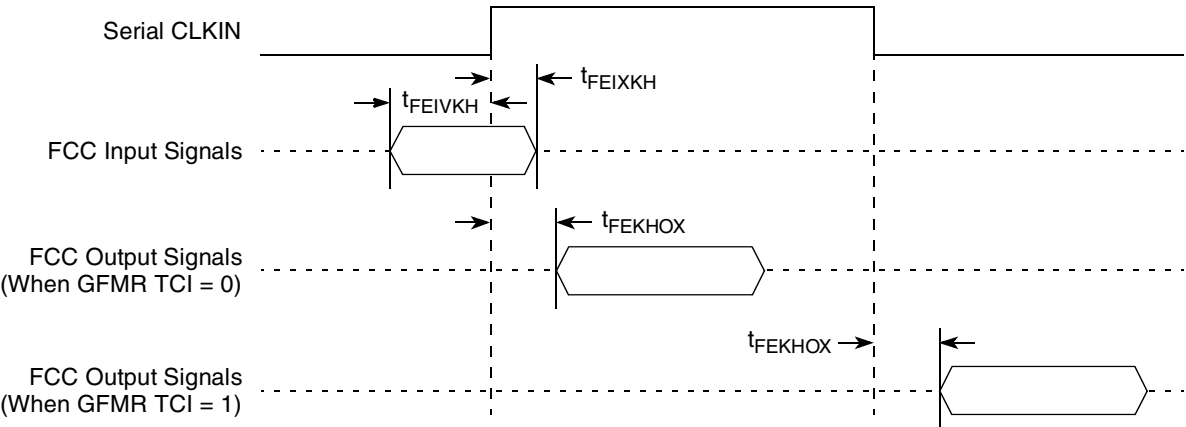 Serial CLKIN
tFEIXKH
tFEIVKH
FCC Input Signals
tFEKHOX
FCC Output Signals
(When GFMR TCI = 0)
tFEKHOX
FCC Output Signals
(When GFMR TCI = 1)